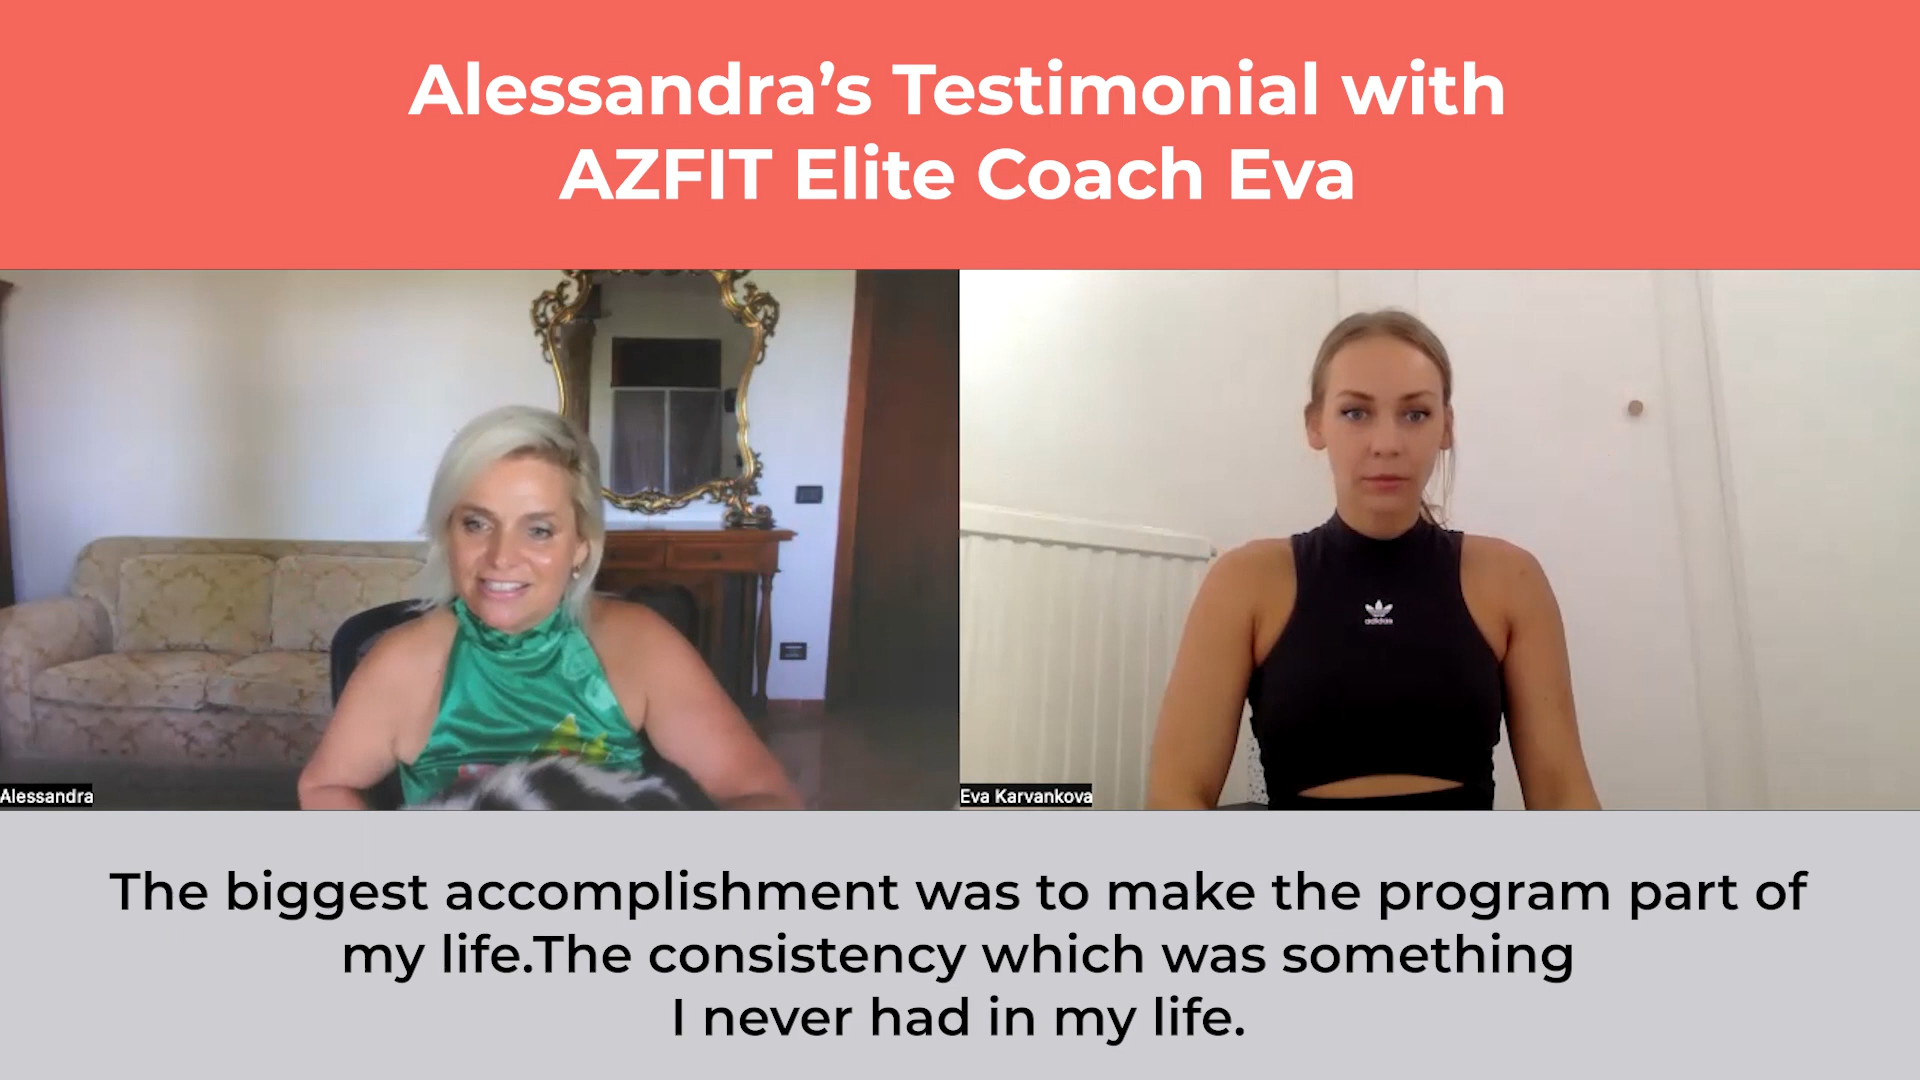 Alessandra’s Testimonial with
AZFIT Elite Coach Eva
adidas
Alessandra
Eva Karvankova
The biggest accomplishment was to make the program part of
my life.The consistency which was something
I never had in my life.